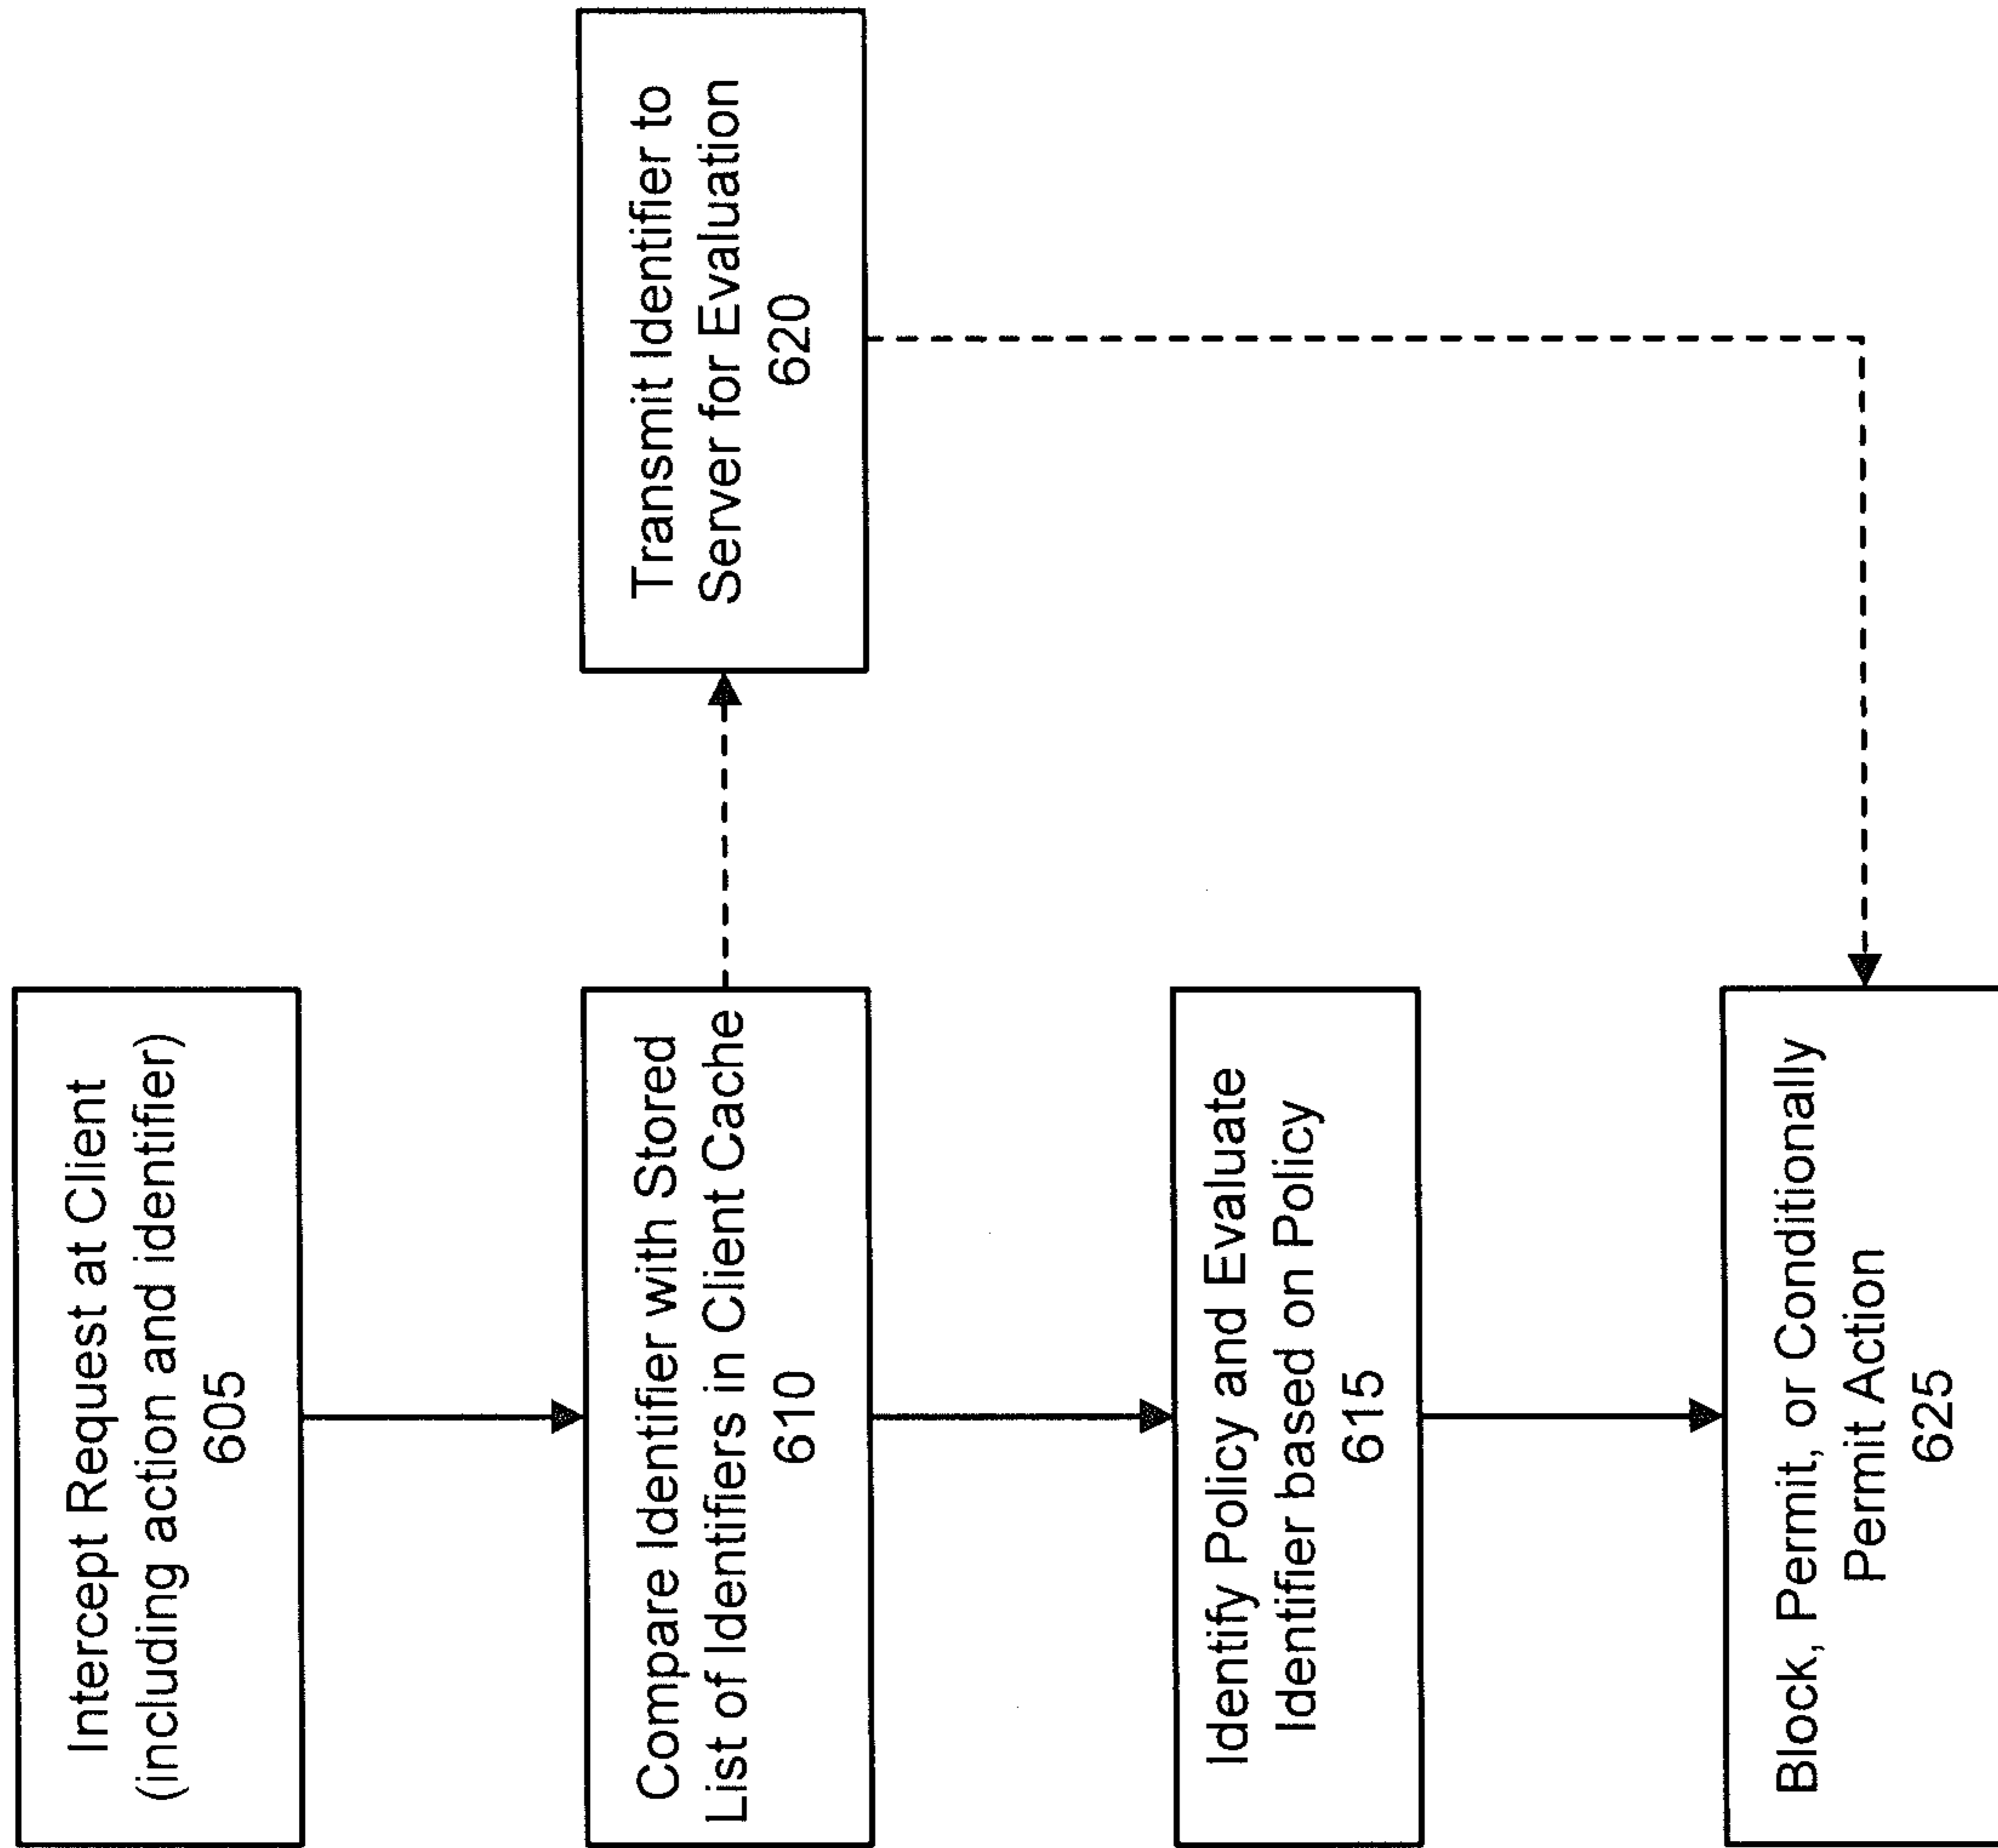 Intercept Request at Client
(including action and identifier)
605
Compare Identifier with Stored
List of Identifiers in Client Cache
610
Transmit Identifier to
Server for Evaluation
620
Identify Policy and Evaluate
Identifier based on Policy
615
Block, Permit, or Conditionally
Permit Action
625